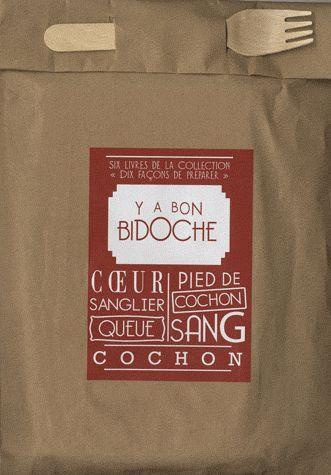 SIX LIVRES DE LA COLLECTION
« DIX FAÇONS DE PRÉPARER »
Y A BON
BIDOCHE
CŒUR
SANGLIER
QUEUE
PIED DE
COCHON
SANG
COCHON